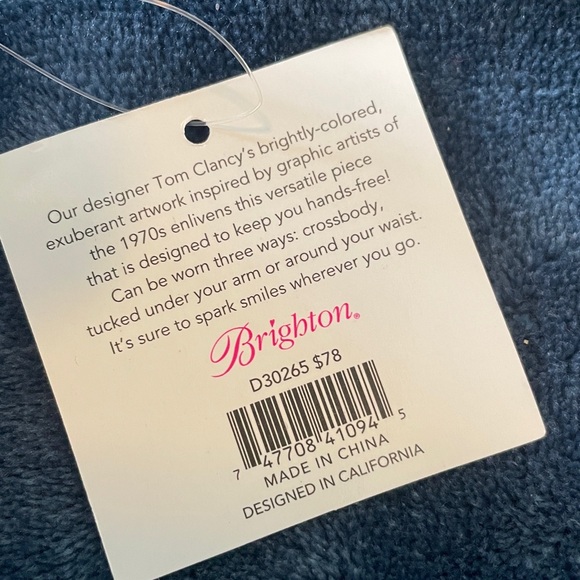 Our designer Tom Clancy's brightly-colored,
exuberant artwork inspired by graphic artists of
the 1970s enlivens this versatile piece
that is designed to keep you hands-free!
Can be worn three ways: crossbody,
tucked under your arm or around your waist.
It's sure to spark smiles wherever you go.
Brighton®
D30265 $78
7 47708 41094 5
MADE IN CHINA
DESIGNED IN CALIFORNIA